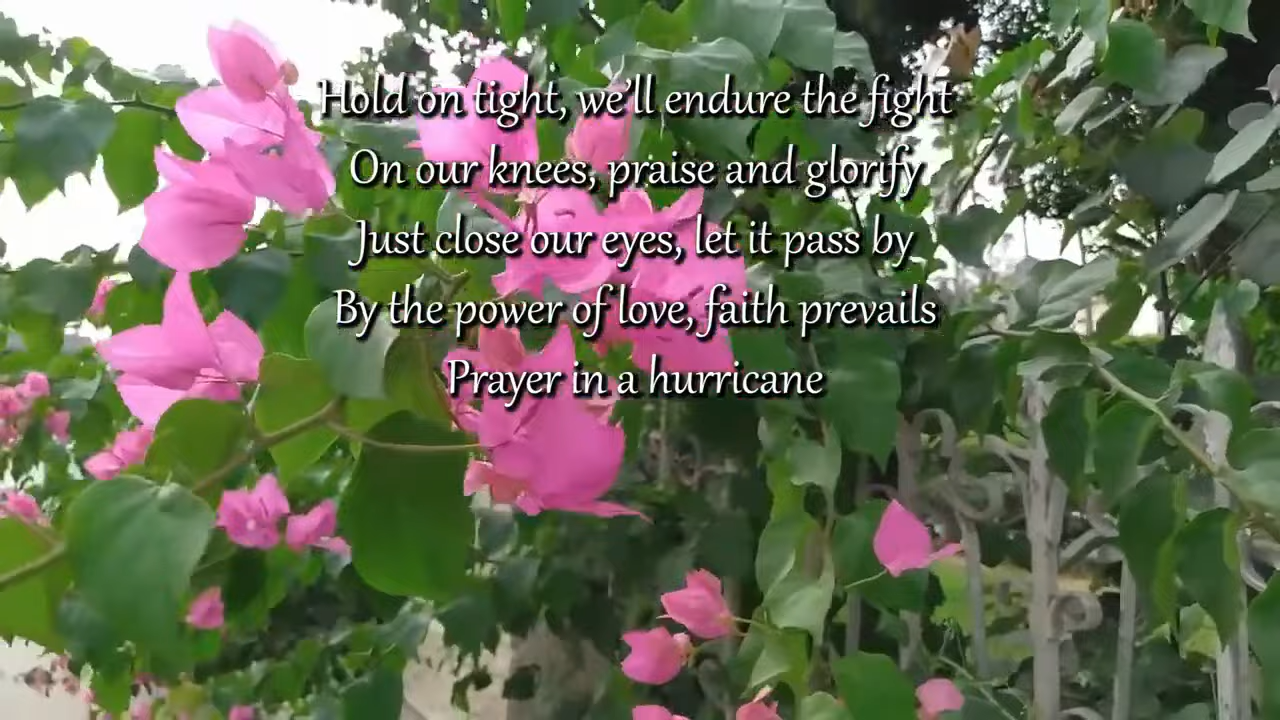 Hold on tight, we'll endure the fight
On our knees, praise and glorify
Just close our eyes, let it pass by
By the power of love, faith prevails
Prayer in a hurricane